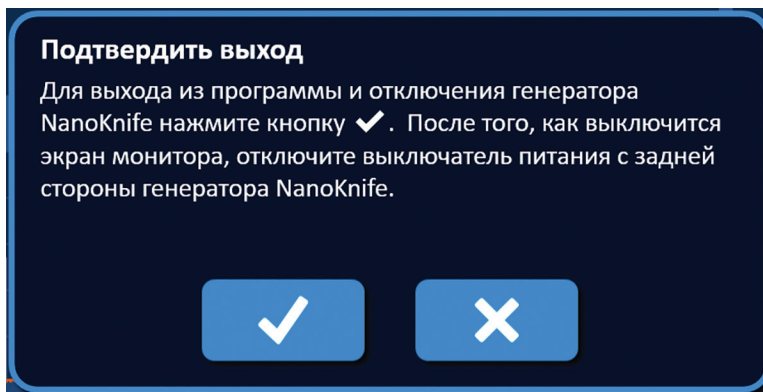 Подтвердить выход
Для выхода из программы и отключения генератора
NanoKnife нажмите кнопку ✔. После того, как выключится
экран монитора, отключите выключатель питания с задней
стороны генератора NanoKnife.